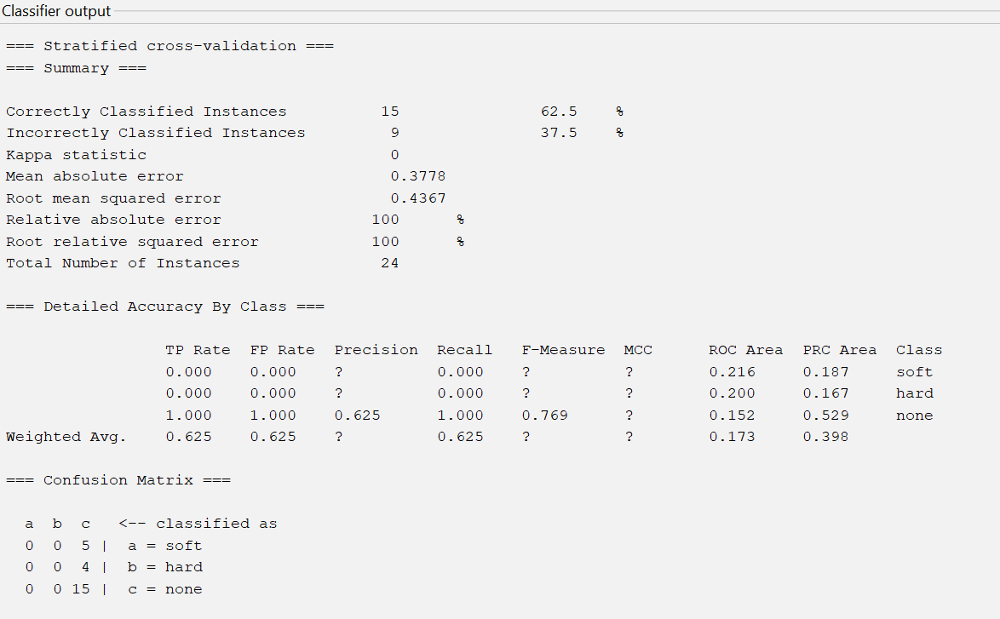 Classifier output
=== Stratified cross-validation ===
=== Summary ===
Correctly Classified Instances 15 62.5 %
Incorrectly Classified Instances 9 37.5 %
Kappa statistic 0
Mean absolute error 0.3778
Root mean squared error 0.4367
Relative absolute error 100 %
Root relative squared error 100 %
Total Number of Instances 24
=== Detailed Accuracy By Class ===
TP Rate FP Rate Precision Recall F-Measure MCC ROC Area PRC Area Class
0.000 0.000 ? 0.000 ? ? 0.216 0.187 soft
0.000 0.000 ? 0.000 ? ? 0.200 0.167 hard
1.000 1.000 0.625 1.000 0.769 ? 0.152 0.529 none
Weighted Avg. 0.625 0.625 ? 0.625 ? ? 0.173 0.398
=== Confusion Matrix ===
a b c <-- classified as
0 0 5 | a = soft
0 0 4 | b = hard
0 0 15 | c = none